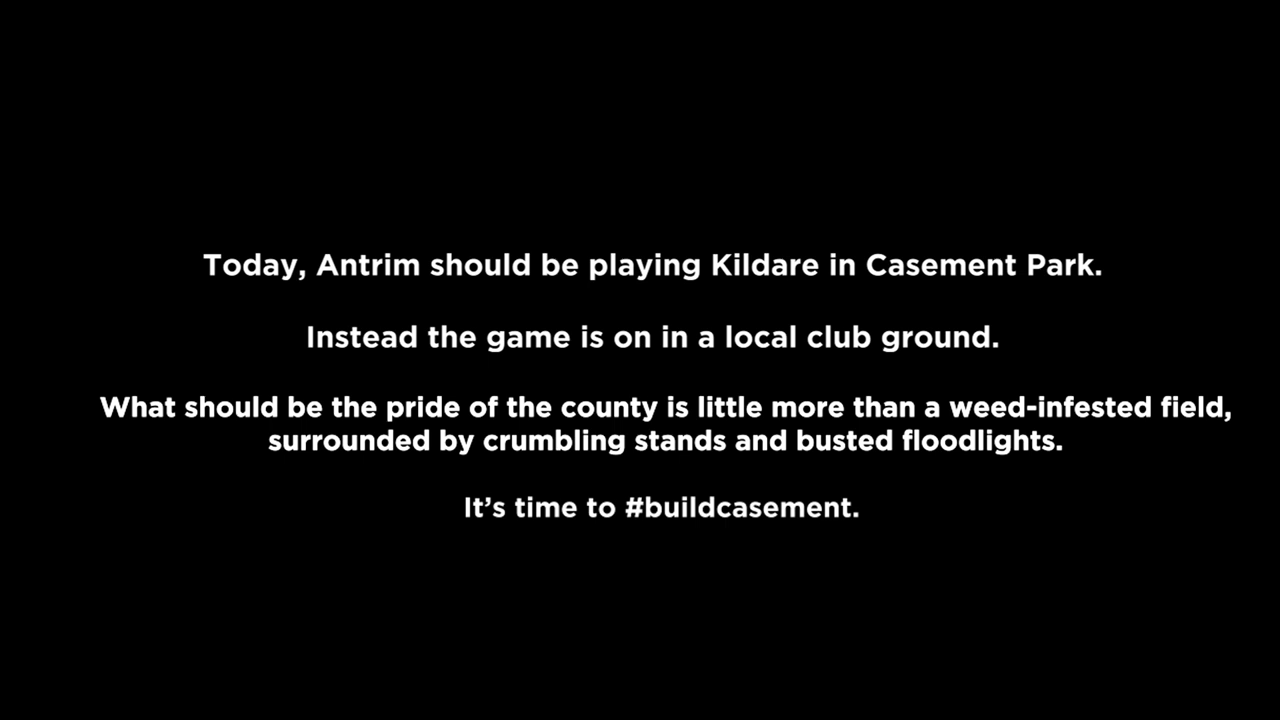 Today, Antrim should be playing Kildare in Casement Park.
Instead the game is on in a local club ground.
What should be the pride of the county is little more than a weed-infested field,
surrounded by crumbling stands and busted floodlights.
It’s time to #buildcasement.